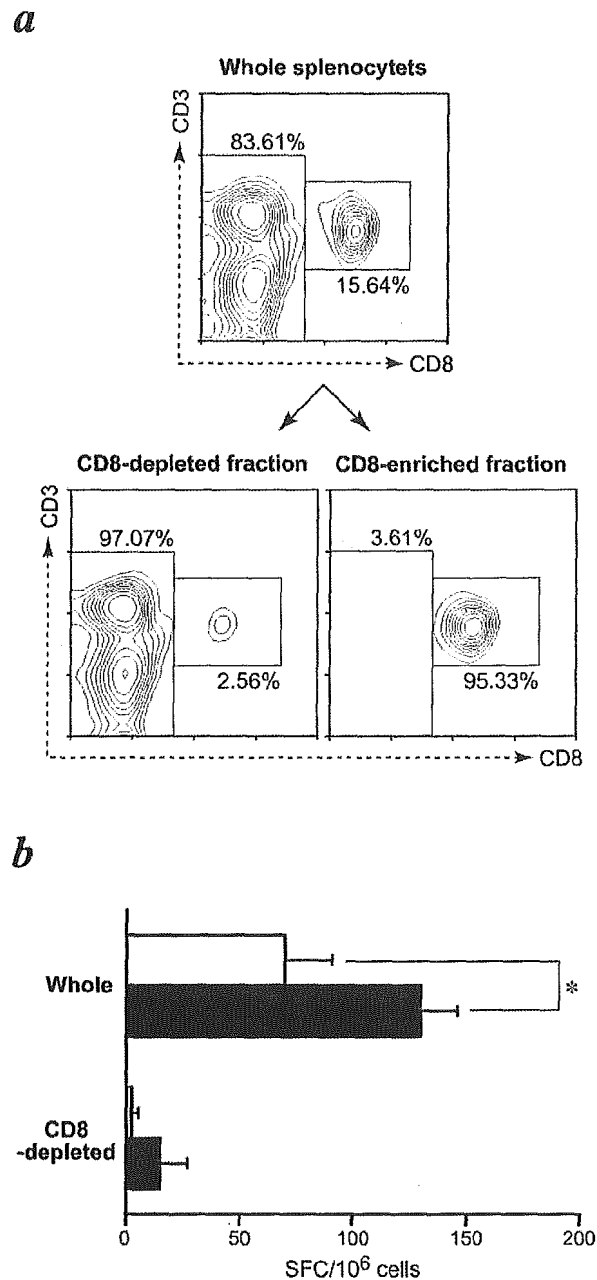 a
Whole splenocytets
CD3
83.61%
15.64%
CD8
CD8-depleted fraction
CD8-enriched fraction
CD3
97.07%
2.56%
3.61%
95.33%
CD8
b
Whole
*
CD8
-depleted
0
50
100
150
200
SFC/10⁶ cells